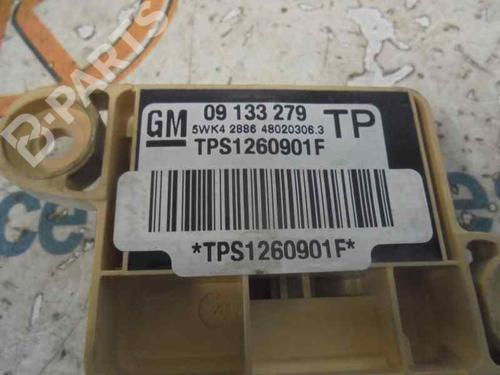 B-PARTS
GM
09 133 279
5WK4 2886 48020306.3
TP
TPS1260901F
*TPS1260901F*